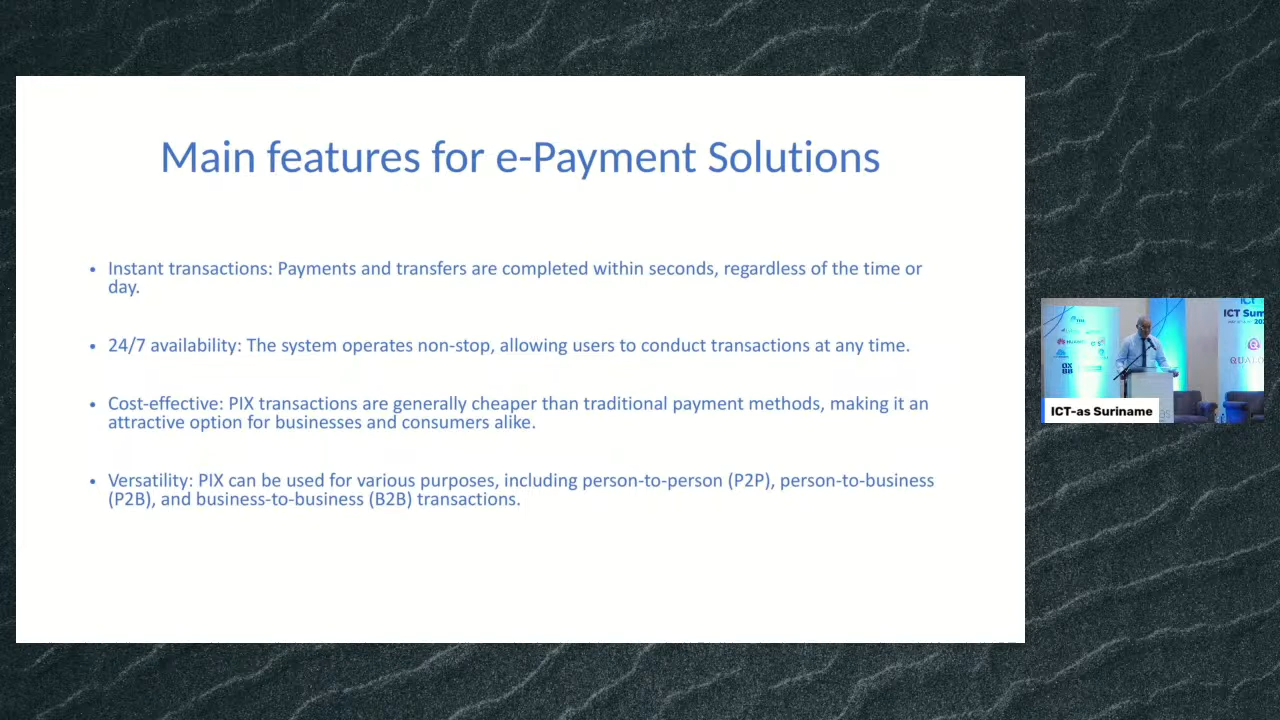 Main features for e-Payment Solutions
• Instant transactions: Payments and transfers are completed within seconds, regardless of the time or
day.
• 24/7 availability: The system operates non-stop, allowing users to conduct transactions at any time.
• Cost-effective: PIX transactions are generally cheaper than traditional payment methods, making it an
attractive option for businesses and consumers alike.
• Versatility: PIX can be used for various purposes, including person-to-person (P2P), person-to-business
(P2B), and business-to-business (B2B) transactions.
ICT Sum
QUALO
ICT-as Suriname